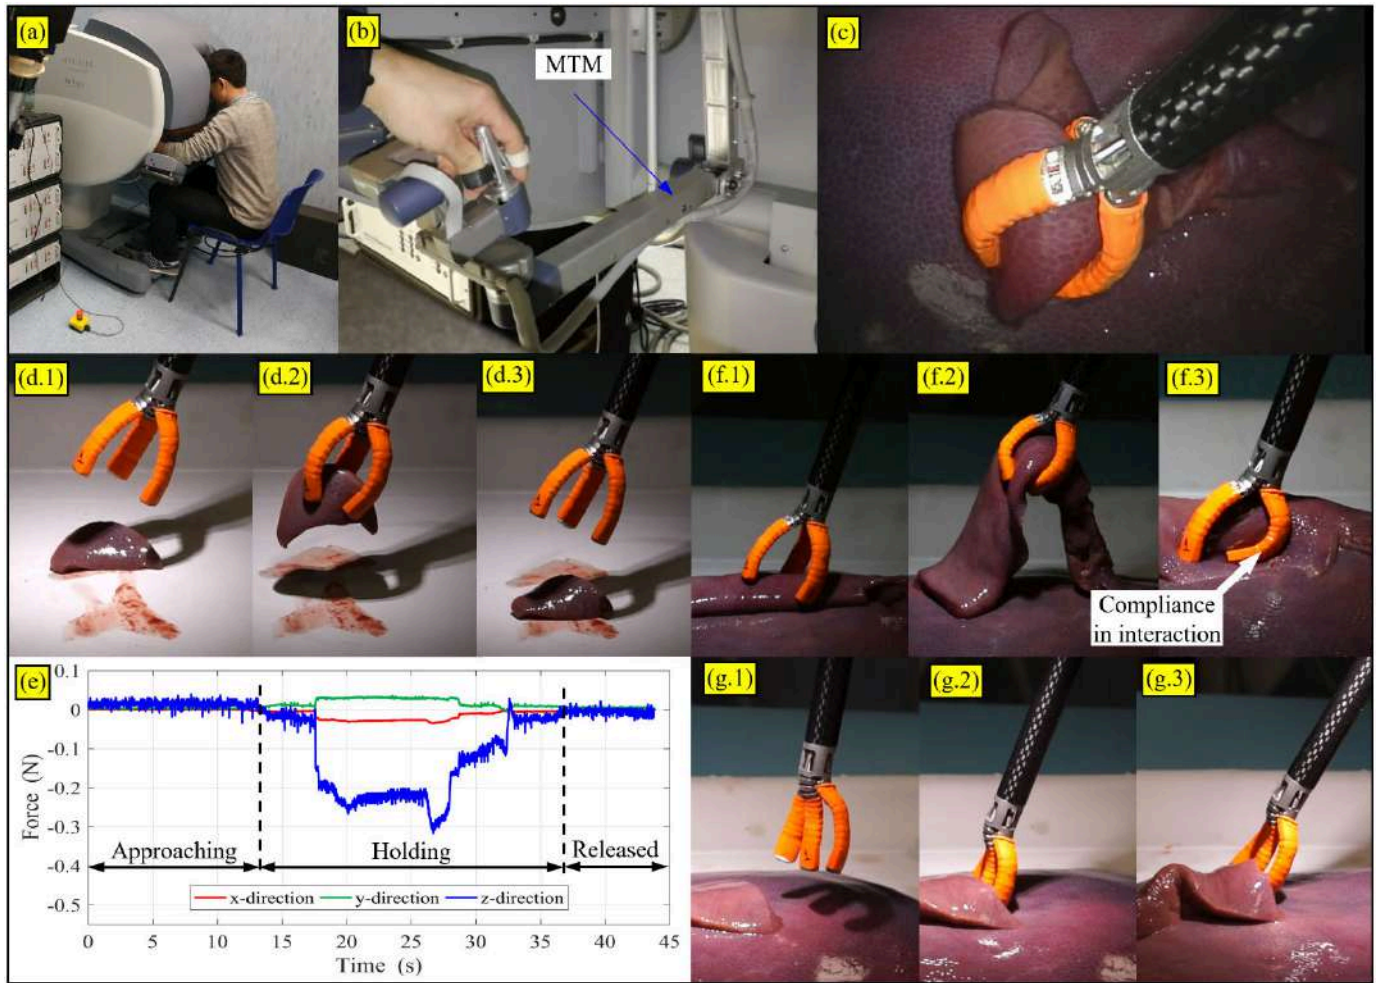 (a)
(b)
MTM
(c)
(d.1)
(d.2)
(d.3)
(f.1)
(f.2)
(f.3)
Compliance
in interaction
(e)
0.1
0
-0.1
-0.2
-0.3
-0.4
-0.5
Force (N)
Approaching
Holding
Released
x-direction
y-direction
z-direction
0 5 10 15 20 25 30 35 40 45
Time (s)
(g.1)
(g.2)
(g.3)